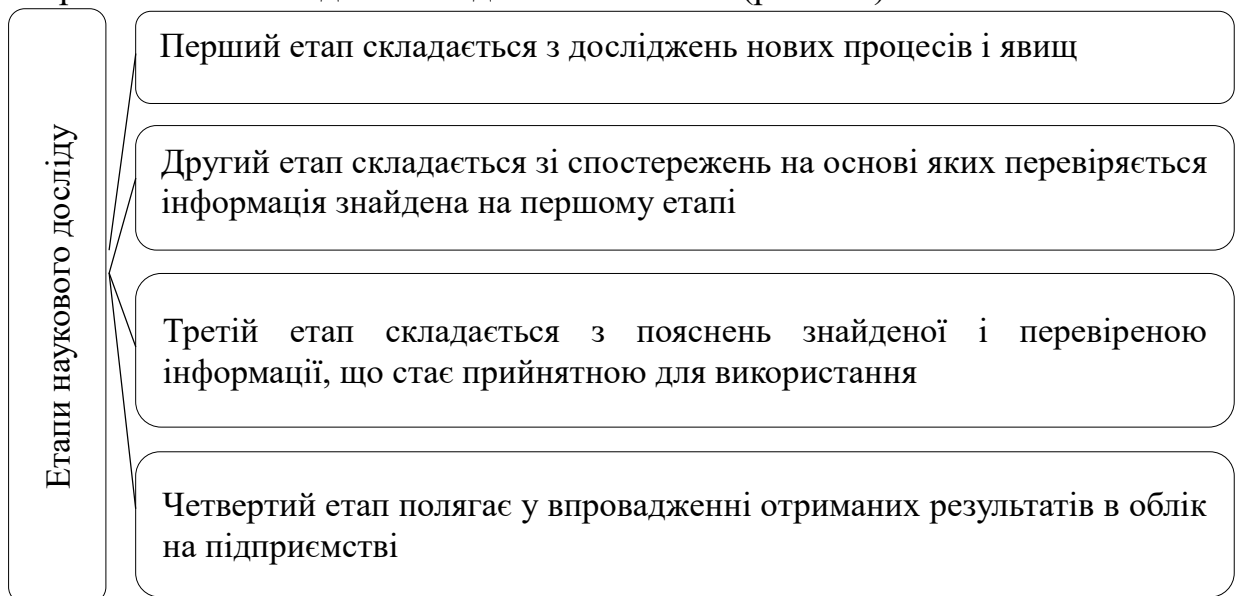 Етапи наукового досліду
Перший етап складається з досліджень нових процесів і явищ
Другий етап складається зі спостережень на основі яких перевіряється
інформація знайдена на першому етапі
Третій етап складається з пояснень знайденої і перевіреною
інформації, що стає прийнятною для використання
Четвертий етап полягає у впровадженні отриманих результатів в облік
на підприємстві